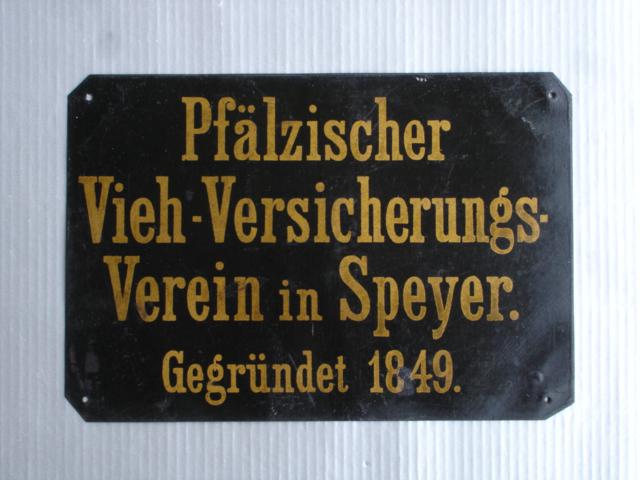 Pfälzischer
Vieh-Versicherungs-
Verein in Speyer.
Gegründet 1849.